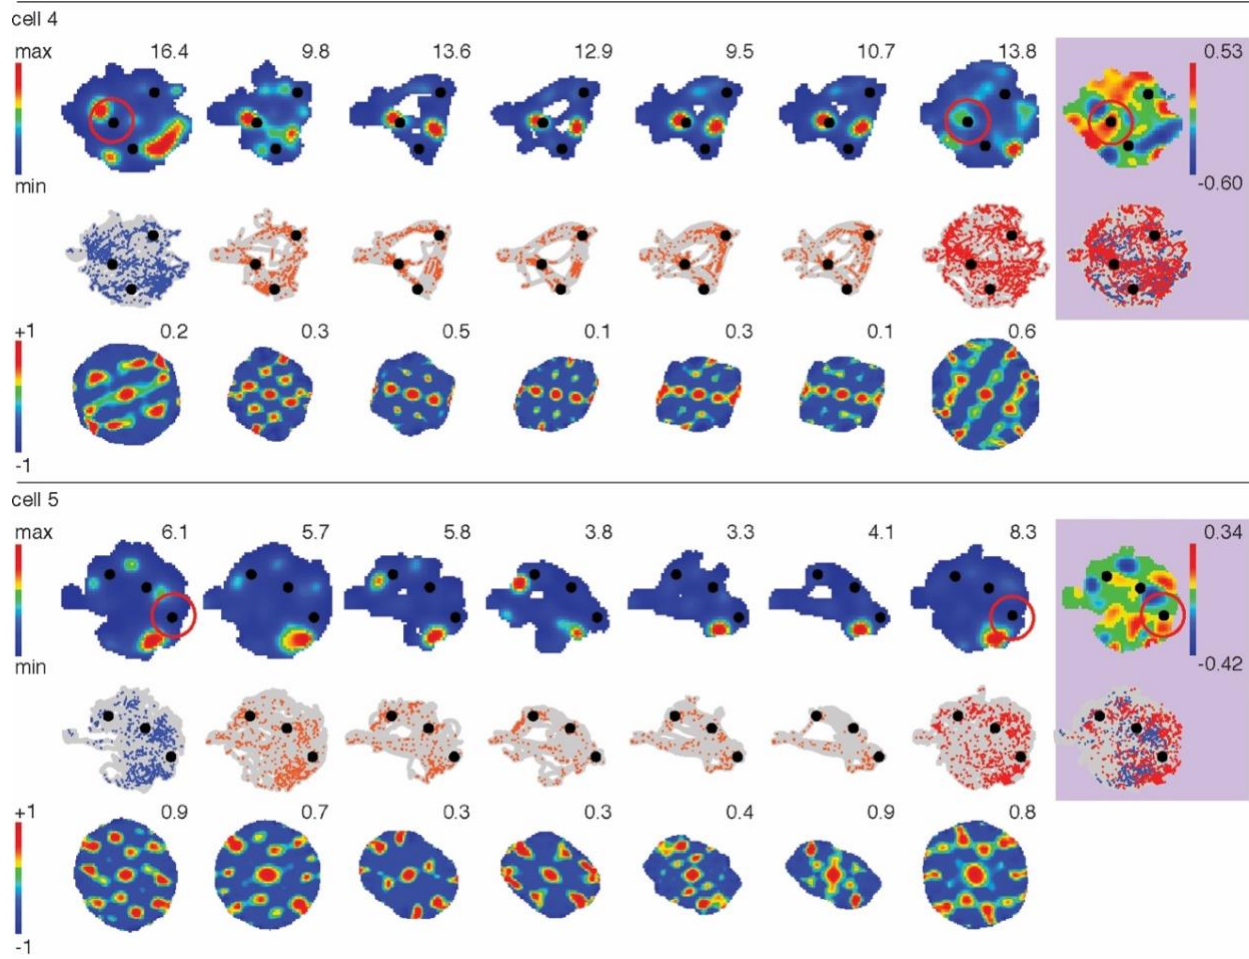 cell 4
max 16.4 9.8 13.6 12.9 9.5 10.7 13.8 0.53
min -0.60
+1 0.2 0.3 0.5 0.1 0.3 0.1 0.6
-1
cell 5
max 6.1 5.7 5.8 3.8 3.3 4.1 8.3 0.34
min -0.42
+1 0.9 0.7 0.3 0.3 0.4 0.9 0.8
-1